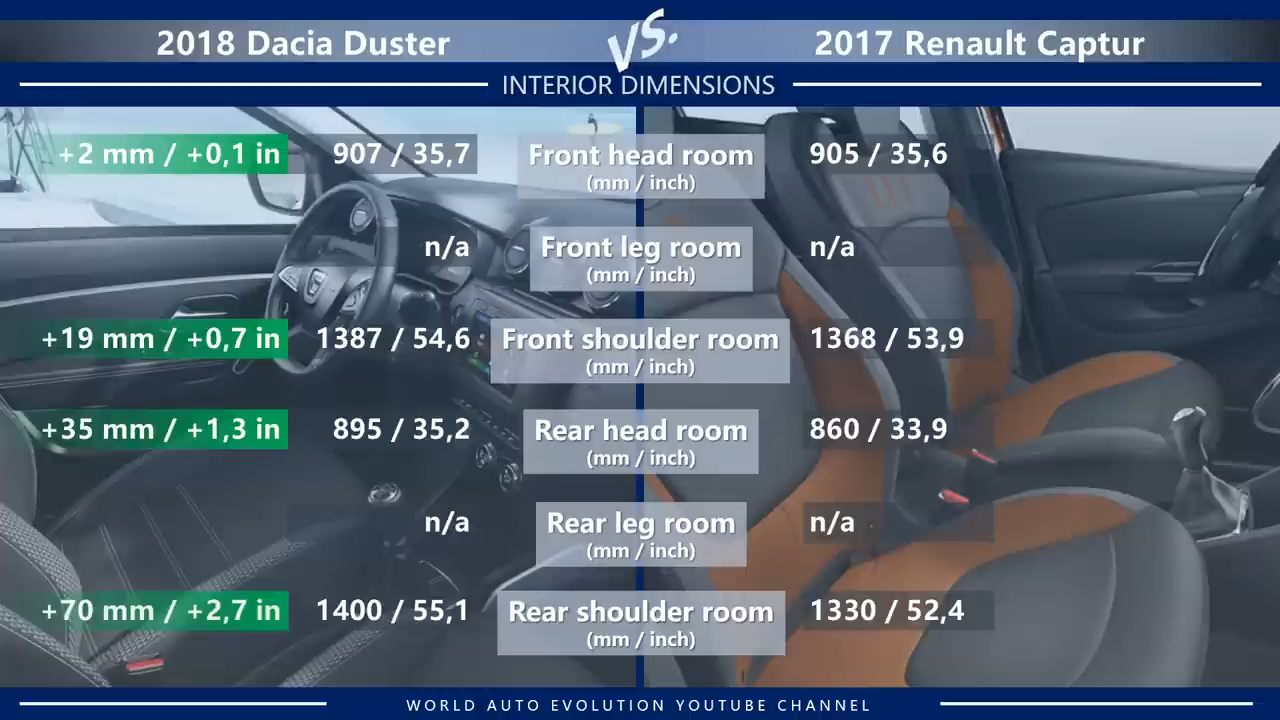 2018 Dacia Duster VS. 2017 Renault Captur
INTERIOR DIMENSIONS
+2 mm / +0,1 in 907 / 35,7 Front head room 905 / 35,6
(mm / inch)
n/a Front leg room n/a
(mm / inch)
+19 mm / +0,7 in 1387 / 54,6 Front shoulder room 1368 / 53,9
(mm / inch)
+35 mm / +1,3 in 895 / 35,2 Rear head room 860 / 33,9
(mm / inch)
n/a Rear leg room n/a
(mm / inch)
+70 mm / +2,7 in 1400 / 55,1 Rear shoulder room 1330 / 52,4
(mm / inch)
WORLD AUTO EVOLUTION YOUTUBE CHANNEL